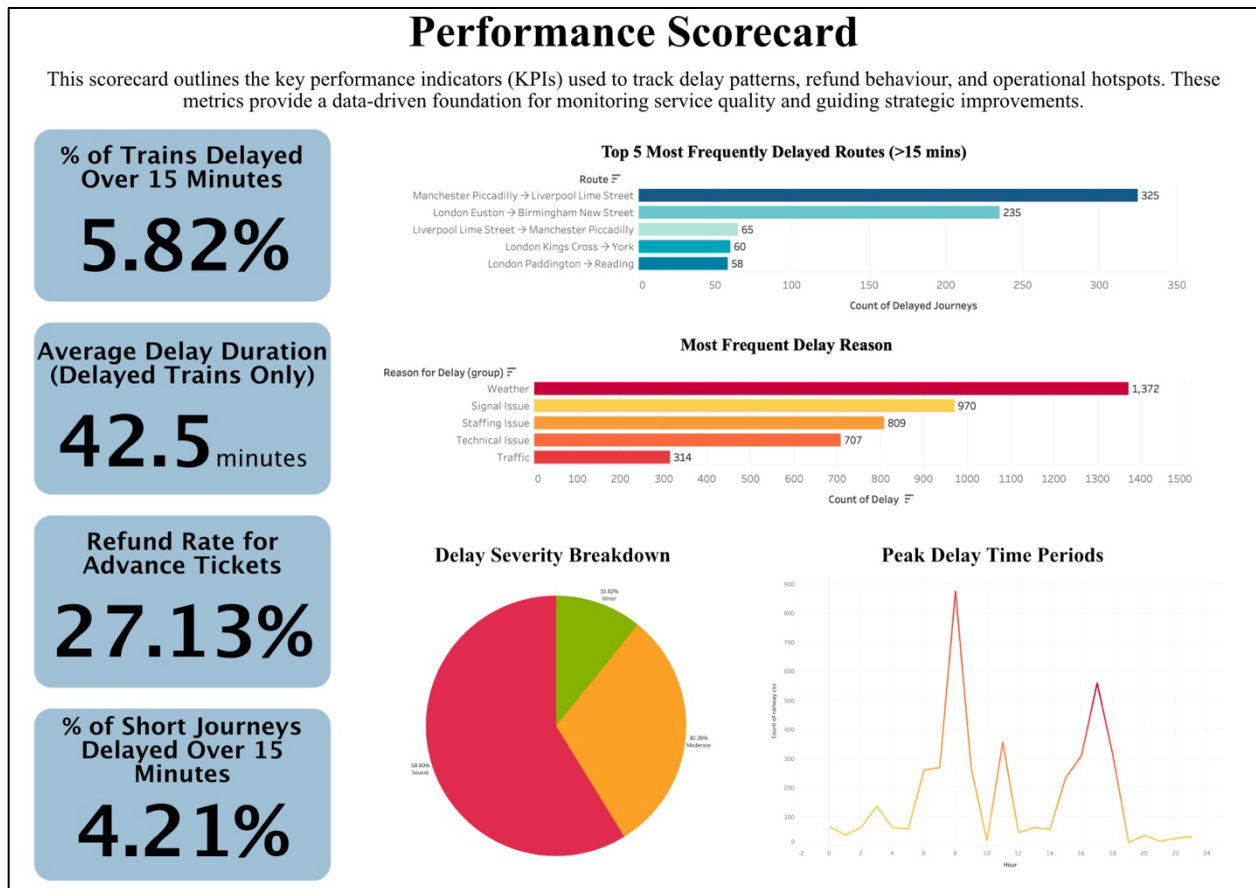 Performance Scorecard
This scorecard outlines the key performance indicators (KPIs) used to track delay patterns, refund behaviour, and operational hotspots. These
metrics provide a data-driven foundation for monitoring service quality and guiding strategic improvements.
% of Trains Delayed
Over 15 Minutes
5.82%
Average Delay Duration
(Delayed Trains Only)
42.5 minutes
Refund Rate for
Advance Tickets
27.13%
% of Short Journeys
Delayed Over 15
Minutes
4.21%
Top 5 Most Frequently Delayed Routes (>15 mins)
Route
Manchester Piccadilly → Liverpool Lime Street 325
London Euston → Birmingham New Street 235
Liverpool Lime Street → Manchester Piccadilly 65
London Kings Cross → York 60
London Paddington → Reading 58
0 50 100 150 200 250 300 350
Count of Delayed Journeys
Most Frequent Delay Reason
Reason for Delay (group)
Weather 1,372
Signal Issue 970
Staffing Issue 809
Technical Issue 707
Traffic 314
0 100 200 300 400 500 600 700 800 900 1000 1100 1200 1300 1400 1500
Count of Delay
Delay Severity Breakdown
10.82%
Minor
30.39%
Moderate
58.80%
Severe
Peak Delay Time Periods
900
800
700
600
500
400
300
200
100
0
Count of railway.csv
-2 0 2 4 6 8 10 12 14 16 18 20 22 24
Hour